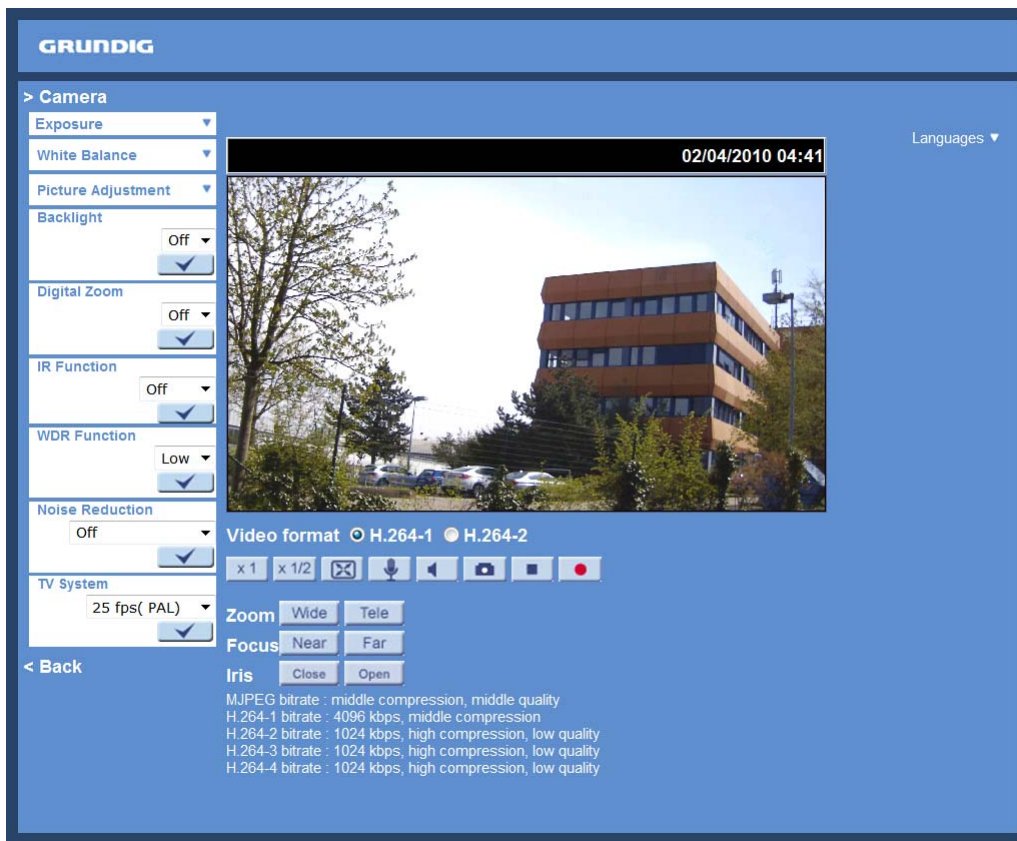 GRUNDIG
> Camera
Exposure
White Balance
Picture Adjustment
Backlight
Off
Digital Zoom
Off
IR Function
Off
WDR Function
Low
Noise Reduction
Off
TV System
25 fps( PAL)
< Back
Languages
02/04/2010 04:41
Video format H.264-1 H.264-2
x 1 x 1/2
Zoom Wide Tele
Focus Near Far
Iris Close Open
MJPEG bitrate : middle compression, middle quality
H.264-1 bitrate : 4096 kbps, middle compression
H.264-2 bitrate : 1024 kbps, high compression, low quality
H.264-3 bitrate : 1024 kbps, high compression, low quality
H.264-4 bitrate : 1024 kbps, high compression, low quality